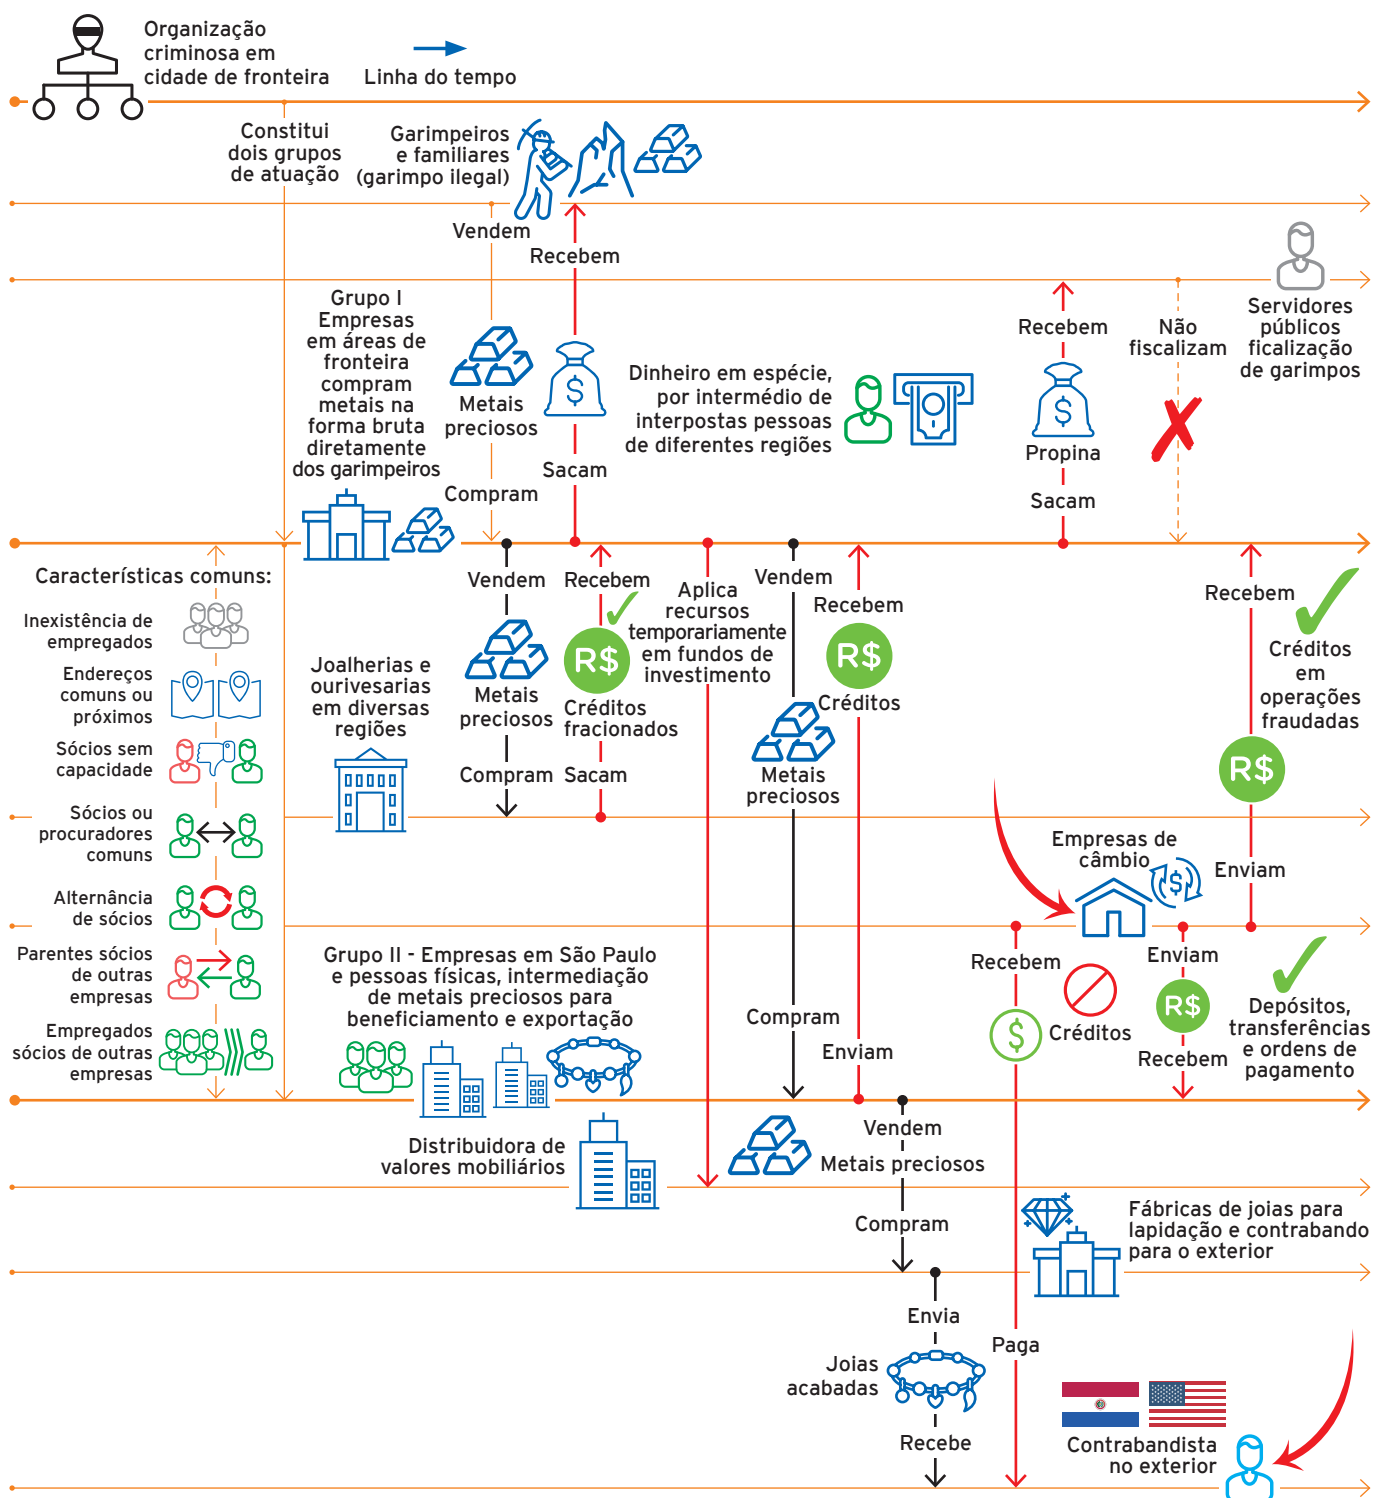 Organização
criminosa em
cidade de fronteira
Linha do tempo
Constitui
dois grupos
de atuação
Garimpeiros
e familiares
(garimpo ilegal)
Vendem
Recebem
Servidores
públicos
ficalização
de garimpos
Grupo I
Empresas
em áreas de
fronteira
compram
metais na
forma bruta
diretamente
dos garimpeiros
Metais
preciosos
Compram
$
Sacam
Dinheiro em espécie,
por intermédio de
interpostas pessoas
de diferentes regiões
Recebem
$
Propina
Sacam
Não
fiscalizam
Características comuns:
Inexistência de
empregados
Endereços
comuns ou
próximos
Sócios sem
capacidade
Sócios ou
procuradores
comuns
Alternância
de sócios
Parentes sócios
de outras
empresas
Empregados
sócios de outras
empresas
Joalherias e
ourivesarias
em diversas
regiões
Vendem
Metais
preciosos
Compram
Recebem
R$
Créditos
fracionados
Sacam
Aplica
recursos
temporariamente
em fundos de
investimento
Vendem
Metais
preciosos
Compram
Recebem
R$
Créditos
Enviam
Recebem
Créditos
em
operações
fraudadas
R$
Enviam
Empresas de
câmbio
$
Recebem
$
Créditos
Enviam
R$
Recebem
Depósitos,
transferências
e ordens de
pagamento
Grupo II - Empresas em São Paulo
e pessoas físicas, intermediação
de metais preciosos para
beneficiamento e exportação
Distribuidora de
valores mobiliários
Vendem
Metais preciosos
Compram
Fábricas de joias para
lapidação e contrabando
para o exterior
Envia
Joias
acabadas
Recebe
Paga
Contrabandista
no exterior